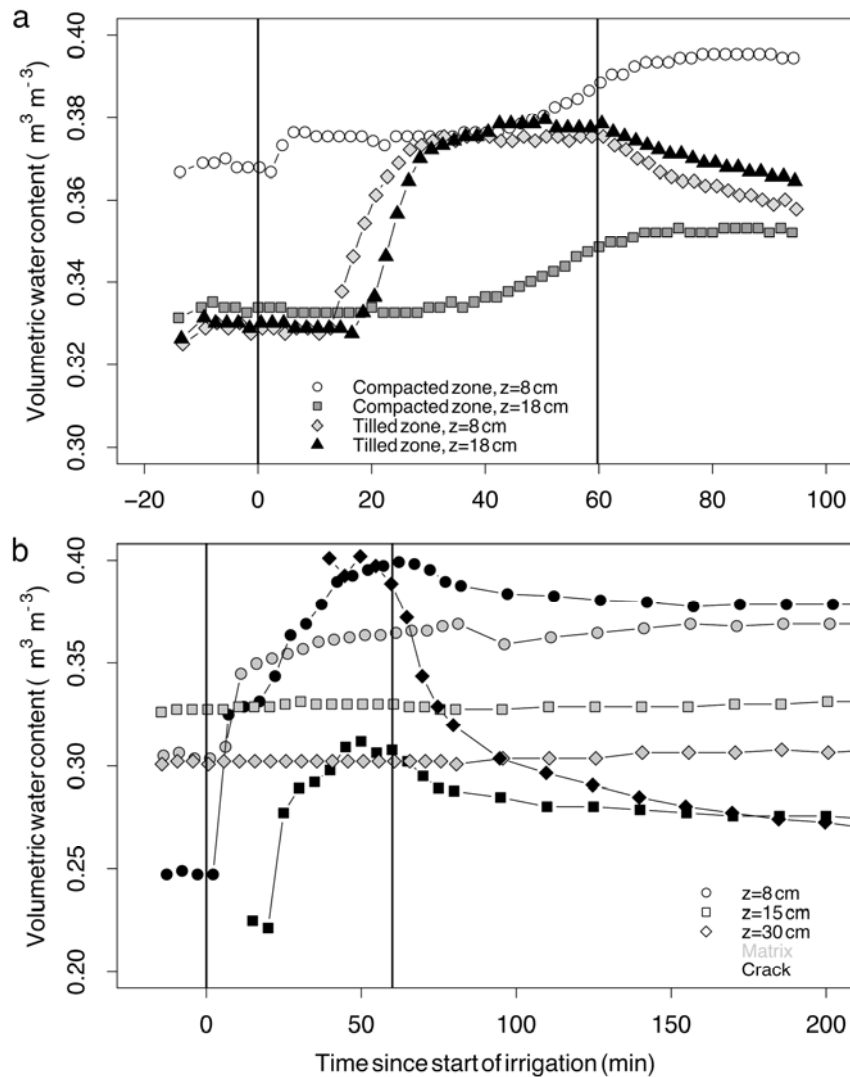 a
0.40
0.38
0.36
0.34
0.32
0.30
Volumetric water content ( m³ m⁻³)
Compacted zone, z=8 cm
Compacted zone, z=18 cm
Tilled zone, z=8 cm
Tilled zone, z=18 cm
−20 0 20 40 60 80 100
b
0.40
0.35
0.30
0.25
0.20
Volumetric water content ( m³ m⁻³)
z=8 cm
z=15 cm
z=30 cm
Matrix
Crack
0 50 100 150 200
Time since start of irrigation (min)